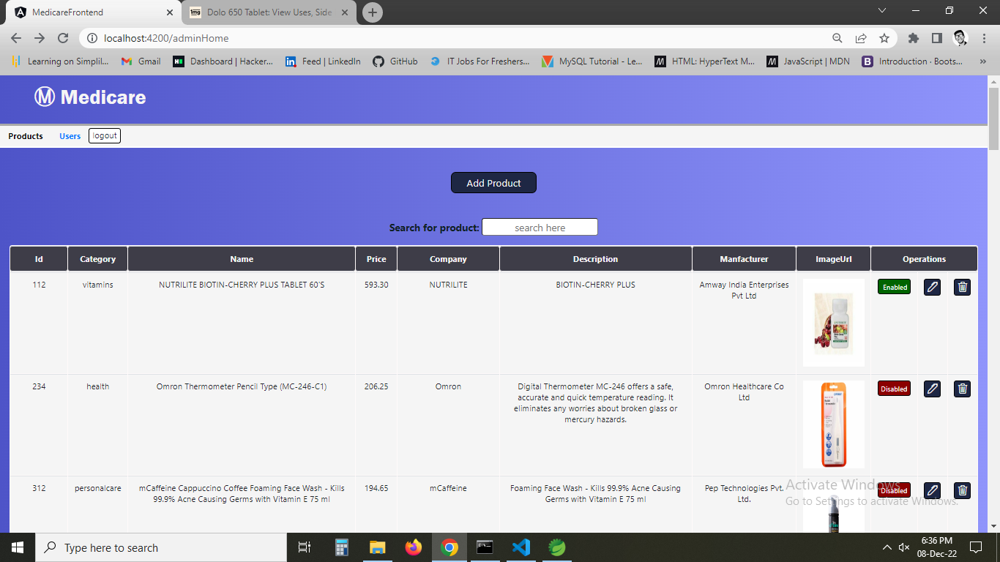 MedicareFrontend
1mg Dolo 650 Tablet: View Uses, Side
localhost:4200/adminHome
Learning on Simplil... Gmail Dashboard | Hacker... Feed | LinkedIn GitHub IT Jobs For Freshers... MySQL Tutorial - Le... HTML: HyperText M... JavaScript | MDN Introduction · Boots... »
M Medicare
Products Users logout
Add Product
Search for product: search here
Id Category Name Price Company Description Manfacturer ImageUrl Operations
112 vitamins NUTRILITE BIOTIN-CHERRY PLUS TABLET 60'S 593.30 NUTRILITE BIOTIN-CHERRY PLUS Amway India Enterprises Enabled
Pvt Ltd
234 health Omron Thermometer Pencil Type (MC-246-C1) 206.25 Omron Digital Thermometer MC-246 offers a safe, Omron Healthcare Co Disabled
accurate and quick temperature reading. It Ltd
eliminates any worries about broken glass or
mercury hazards.
312 personalcare mCaffeine Cappuccino Coffee Foaming Face Wash - Kills 194.65 mCaffeine Foaming Face Wash - Kills 99.9% Acne Causing Pep Technologies Pvt. Disabled
99.9% Acne Causing Germs with Vitamin E 75 ml Germs with Vitamin E 75 ml Ltd.
Activate Windows
Go to Settings to activate Windows.
Type here to search
6:36 PM
08-Dec-22